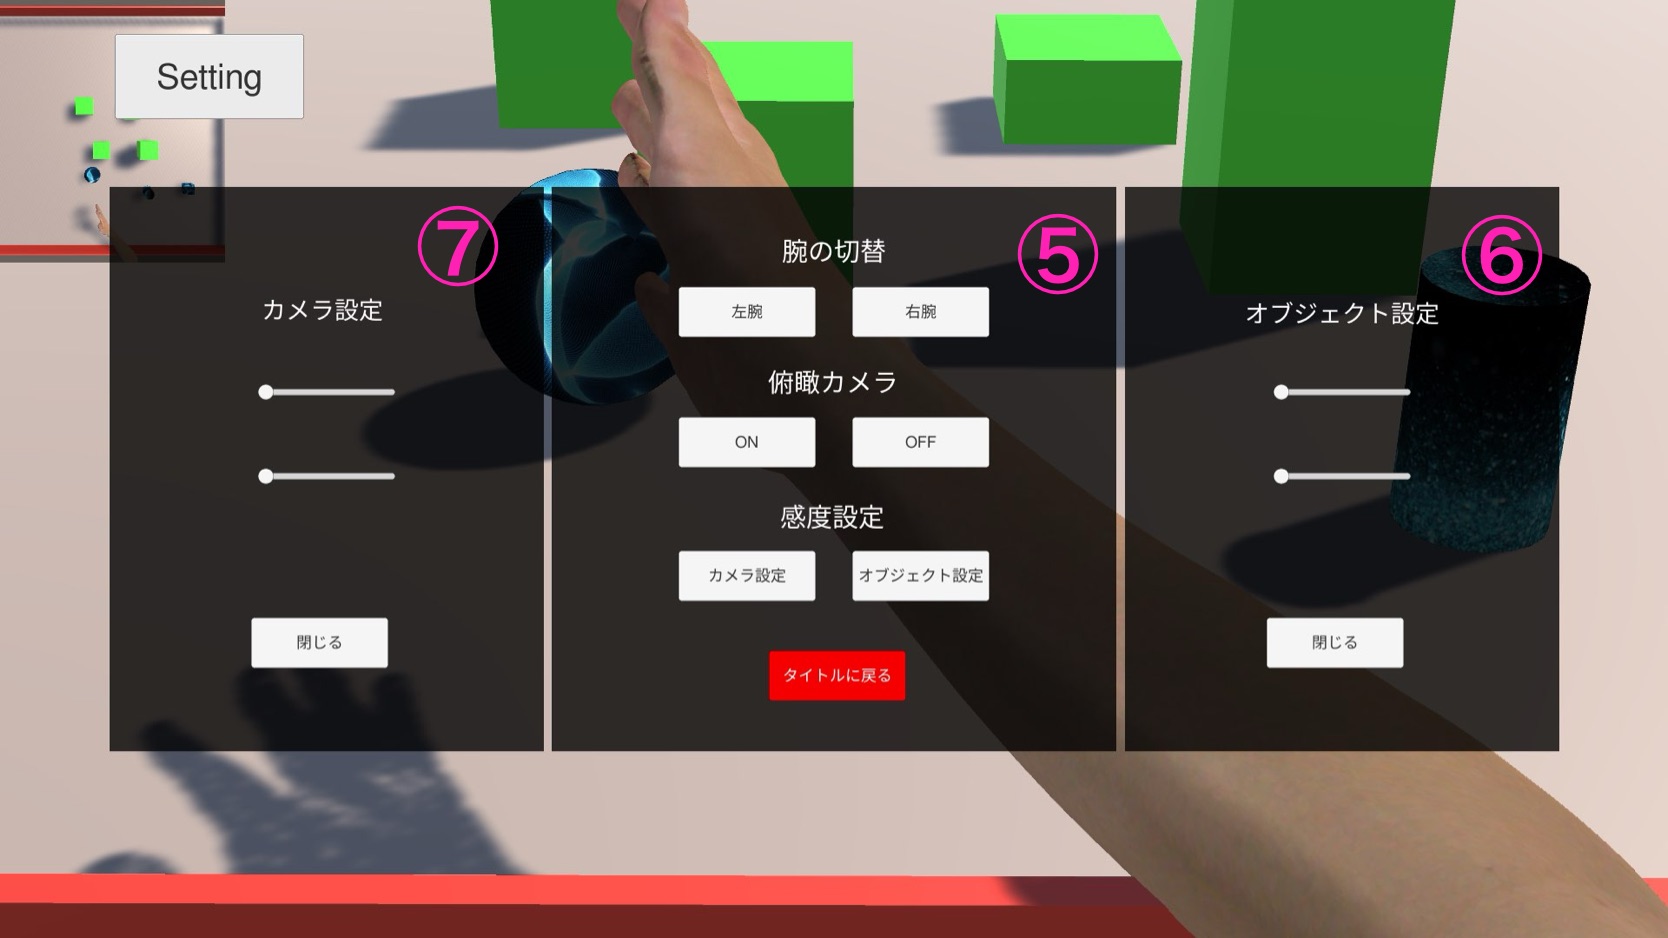 Setting
⑦
カメラ設定
閉じる
⑤
腕の切替
左腕 右腕
俯瞰カメラ
ON OFF
感度設定
カメラ設定 オブジェクト設定
タイトルに戻る
⑥
オブジェクト設定
閉じる